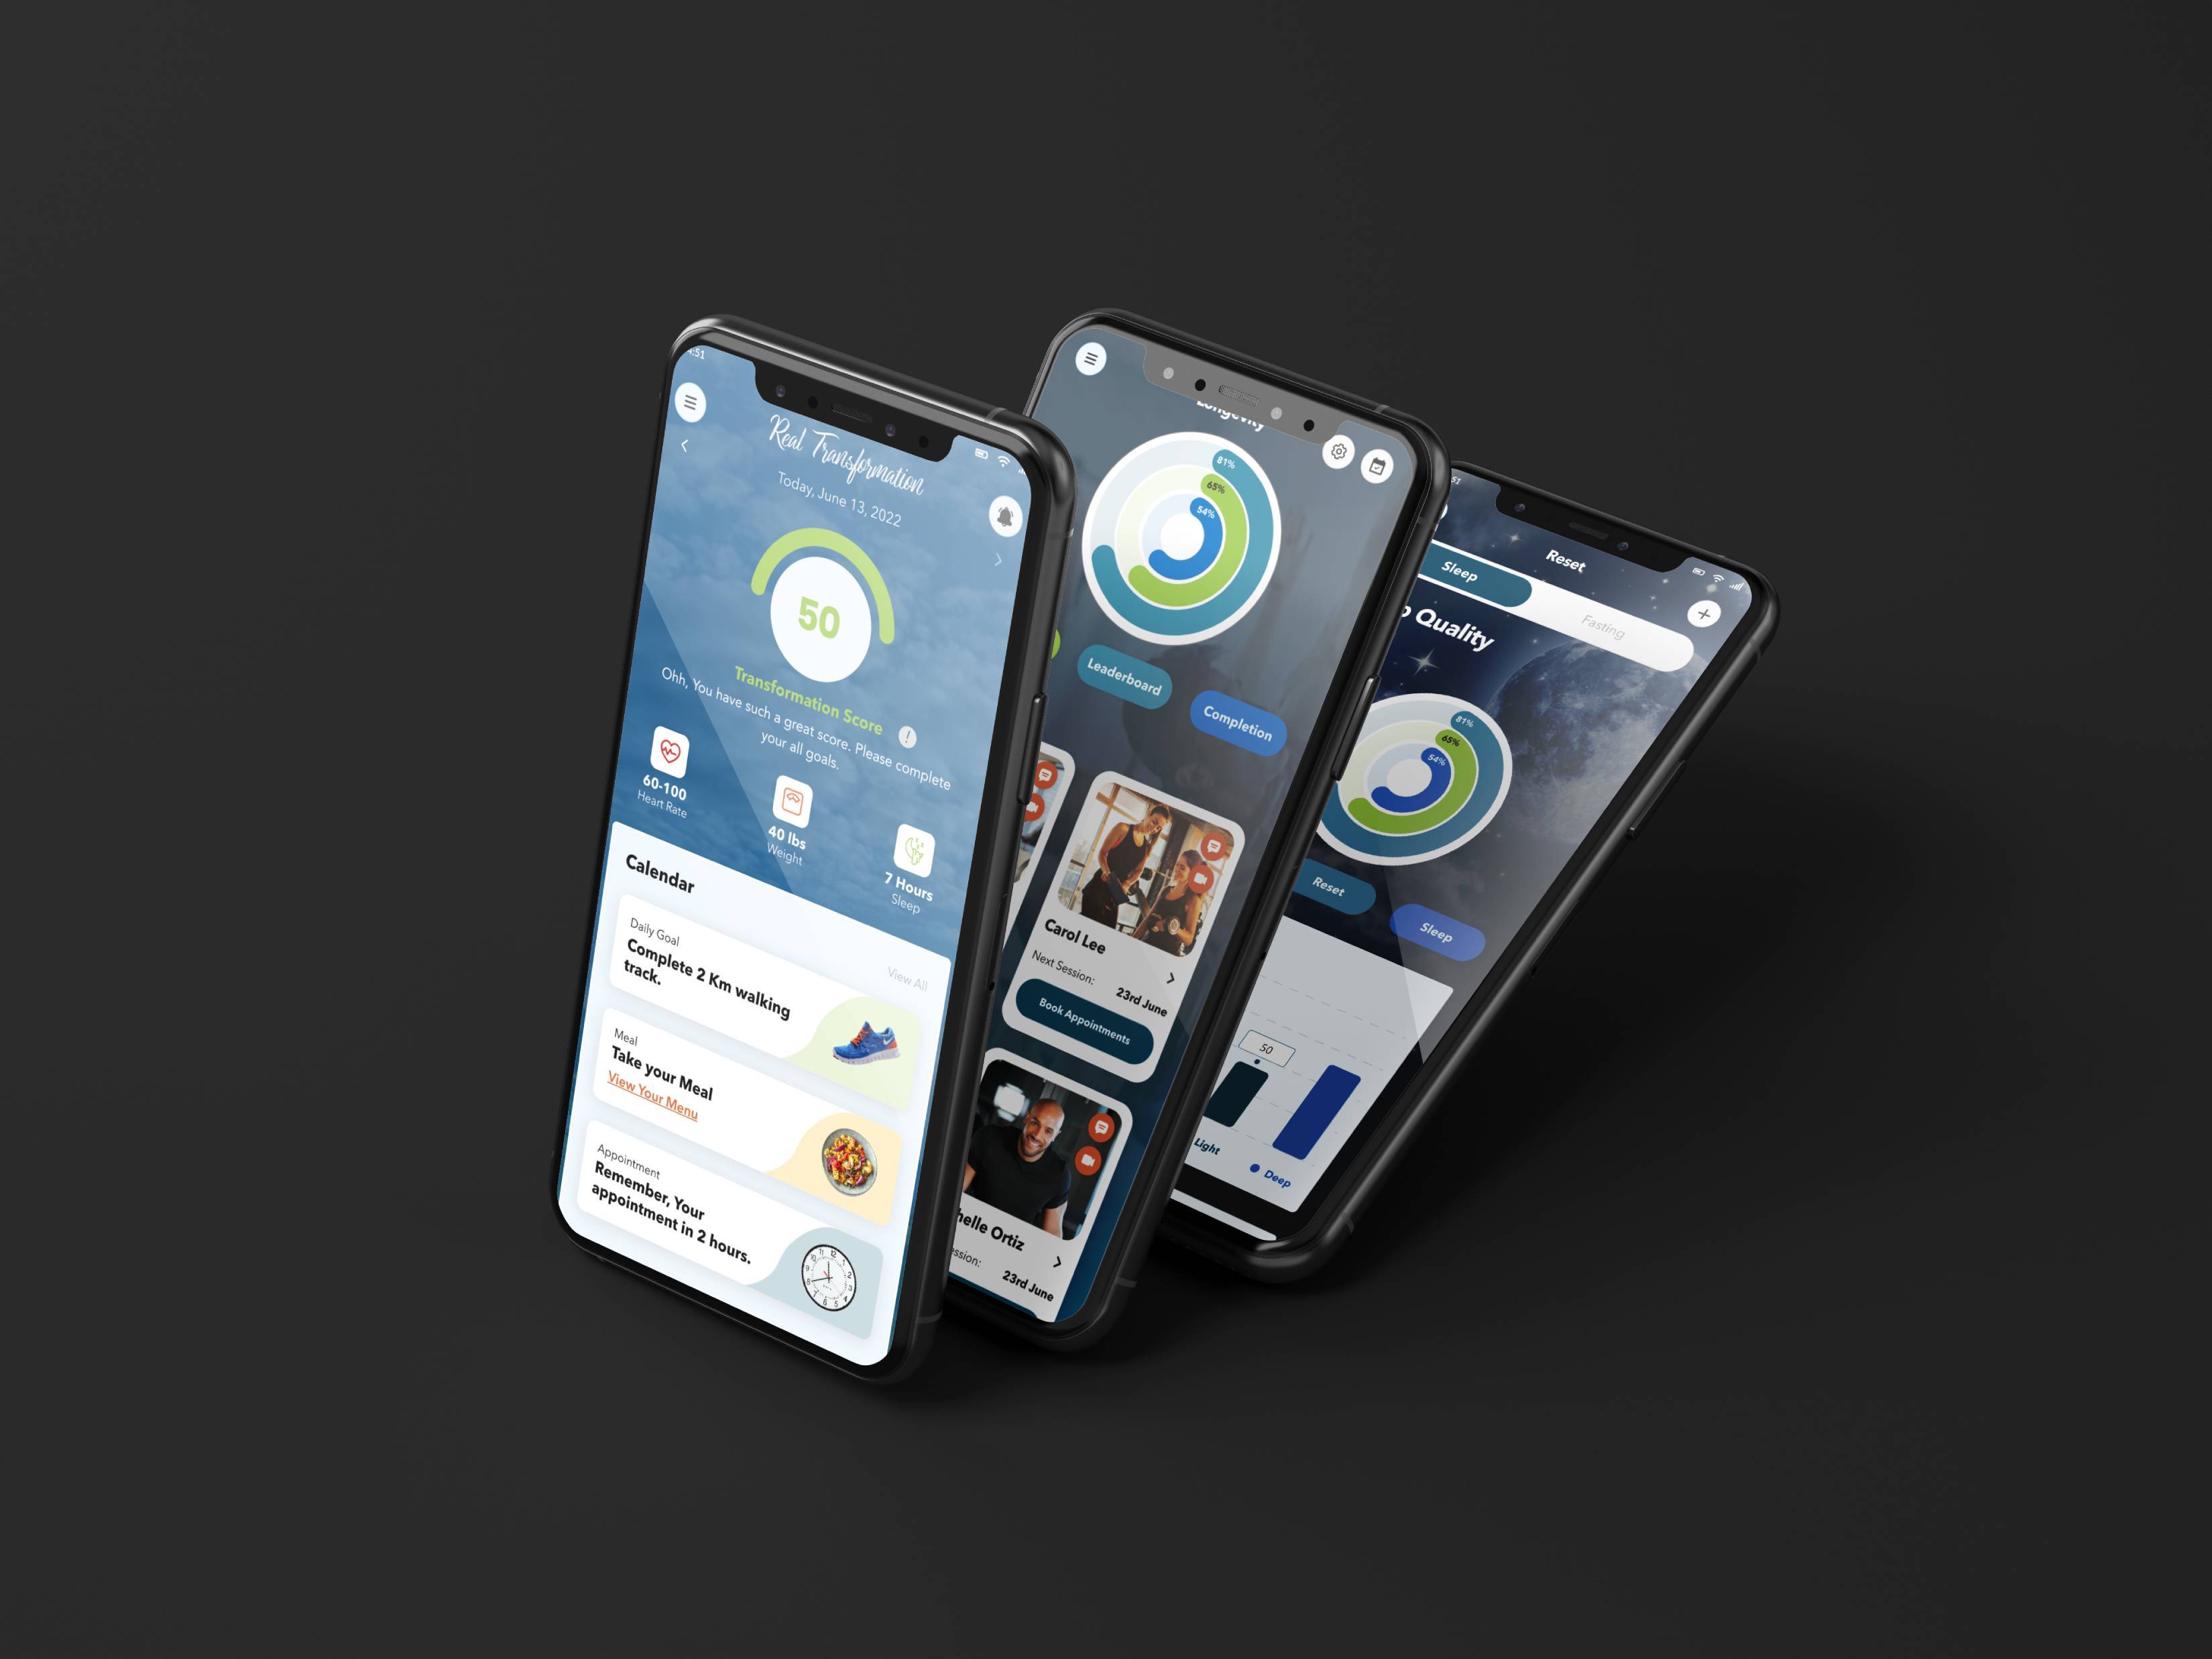 4:51
Real Transformation
Today, June 13, 2022
50
Transformation Score
!
Ohh, You have such a great score. Please complete
your all goals.
60-100
Heart Rate
40 lbs
Weight
7 Hours
Sleep
Calendar
View All
Daily Goal
Complete 2 Km walking
track.
Meal
Take your Meal
View Your Menu
Appointment
Remember, Your
appointment in 2 hours.
Longevity
81%
65%
54%
Leaderboard
Completion
Carol Lee
Next Session:
23rd June
Book Appointments
helle Ortiz
ession:
23rd June
51
Reset
Sleep
Fasting
Quality
81%
65%
54%
Reset
Sleep
50
Light
Deep